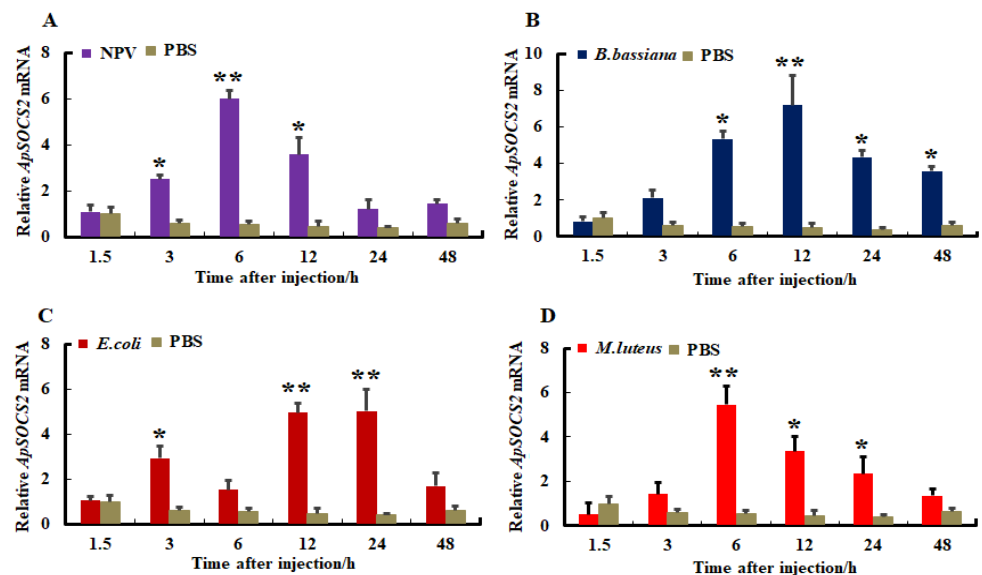 A
NPV PBS
Relative ApSOCS2 mRNA
8
6
4
2
0
** 
* *
1.5 3 6 12 24 48
Time after injection/h
B
B.bassiana PBS
Relative ApSOCS2 mRNA
10
8
6
4
2
0
**
* * *
1.5 3 6 12 24 48
Time after injection/h
C
E.coli PBS
Relative ApSOCS2 mRNA
8
6
4
2
0
** **
*
1.5 3 6 12 24 48
Time after injection/h
D
M.luteus PBS
Relative ApSOCS2 mRNA
8
6
4
2
0
**
* *
1.5 3 6 12 24 48
Time after injection/h